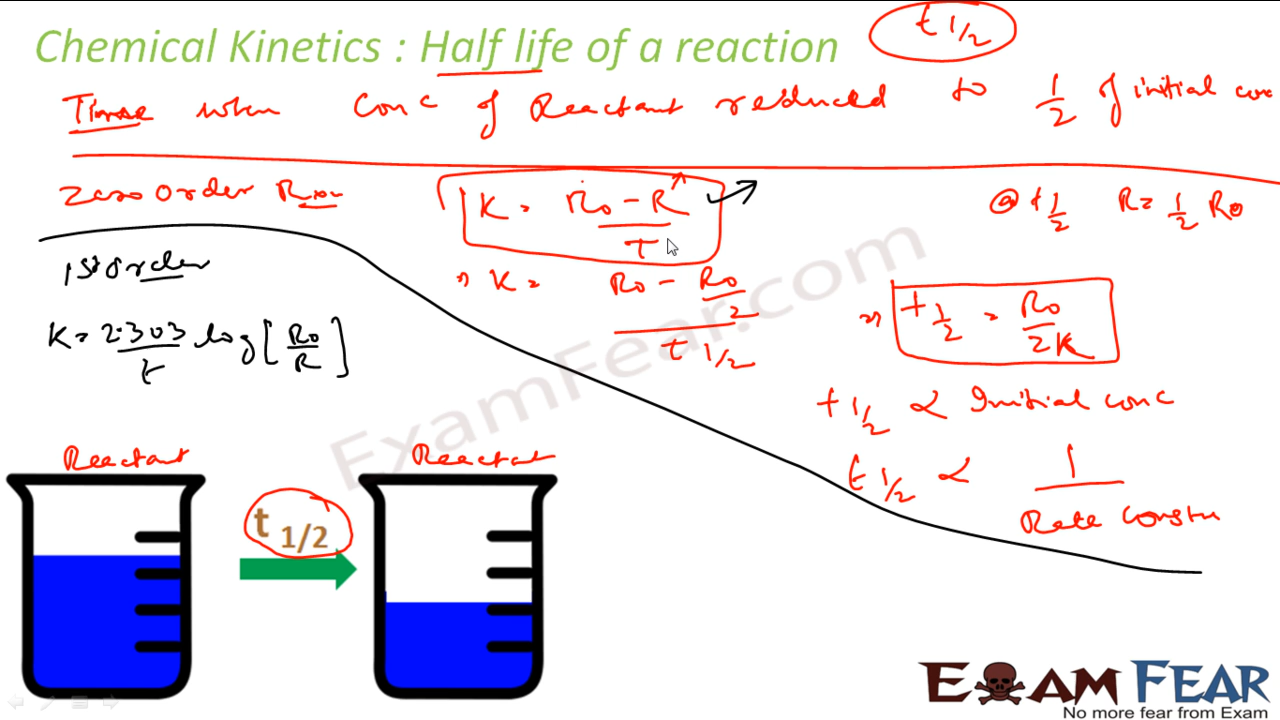 Chemical Kinetics : Half life of a reaction
t 1/2
Time when conc of Reactant reduced to 1/2 of initial conc
Zero Order Rxn
K = R0 - R / T
@ t 1/2 R = 1/2 R0
1st order
⇒ K = R0 - R0/2 / t 1/2
⇒ t 1/2 = R0 / 2K
K = 2.303 / t log [R0 / R]
t 1/2 ∝ Initial conc
t 1/2 ∝ 1 / Rate constn
Reactant
Reactant
t 1/2
ExamFear.com
EXAM FEAR
No more fear from Exam